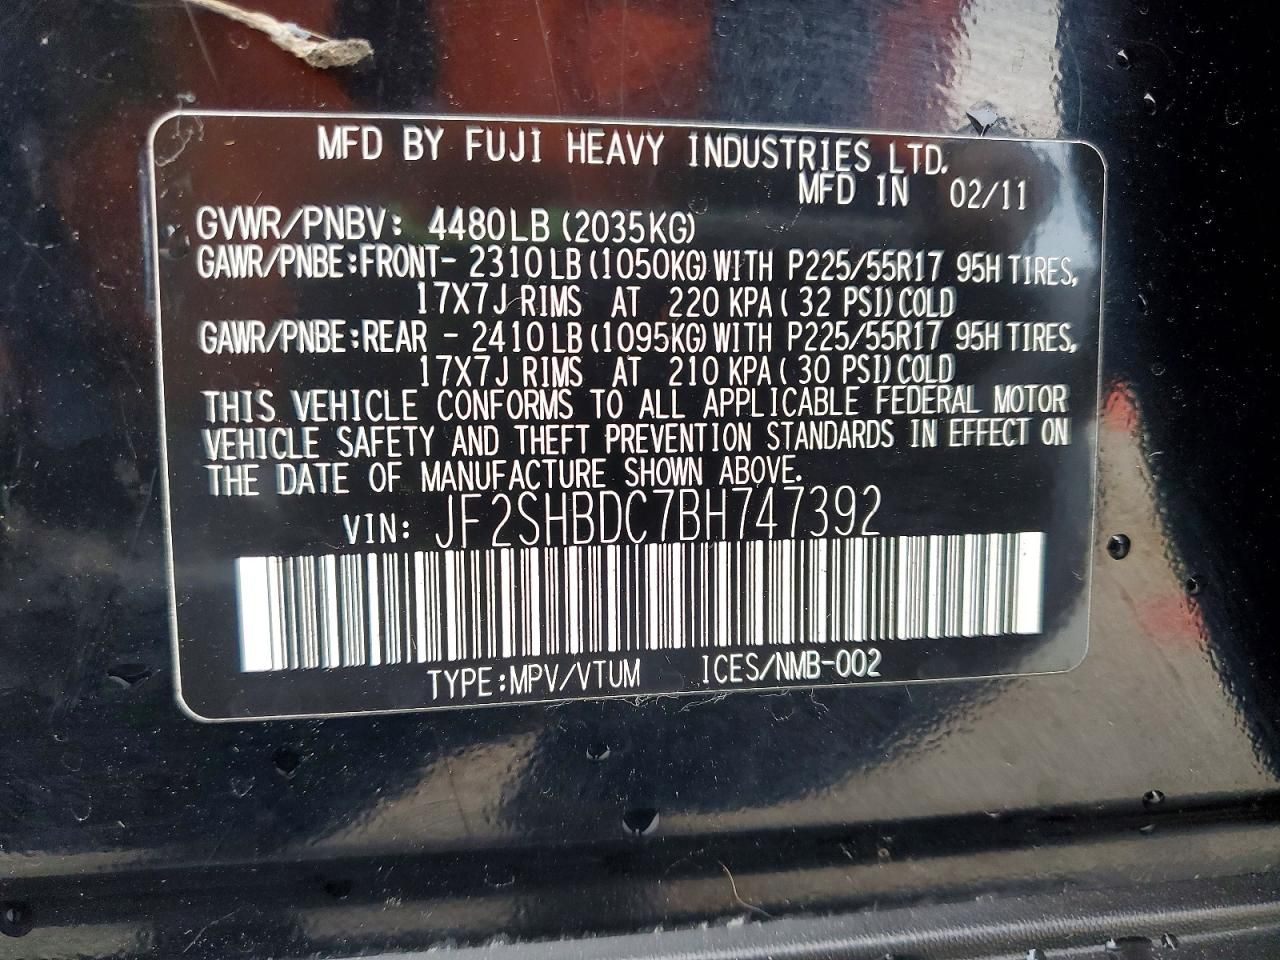 MFD BY FUJI HEAVY INDUSTRIES LTD.
MFD IN 02/11
GVWR/PNBV: 4480LB (2035KG)
GAWR/PNBE:FRONT- 2310LB(1050KG)WITH P225/55R17 95H TIRES,
17X7J RIMS AT 220 KPA( 32 PSI)COLD
GAWR/PNBE:REAR - 2410LB(1095KG)WITH P225/55R17 95H TIRES,
17X7J RIMS AT 210 KPA( 30 PSI)COLD
THIS VEHICLE CONFORMS TO ALL APPLICABLE FEDERAL MOTOR
VEHICLE SAFETY AND THEFT PREVENTION STANDARDS IN EFFECT ON
THE DATE OF MANUFACTURE SHOWN ABOVE.
VIN: JF2SHBDC7BH747392
TYPE:MPV/VTUM ICES/NMB-002